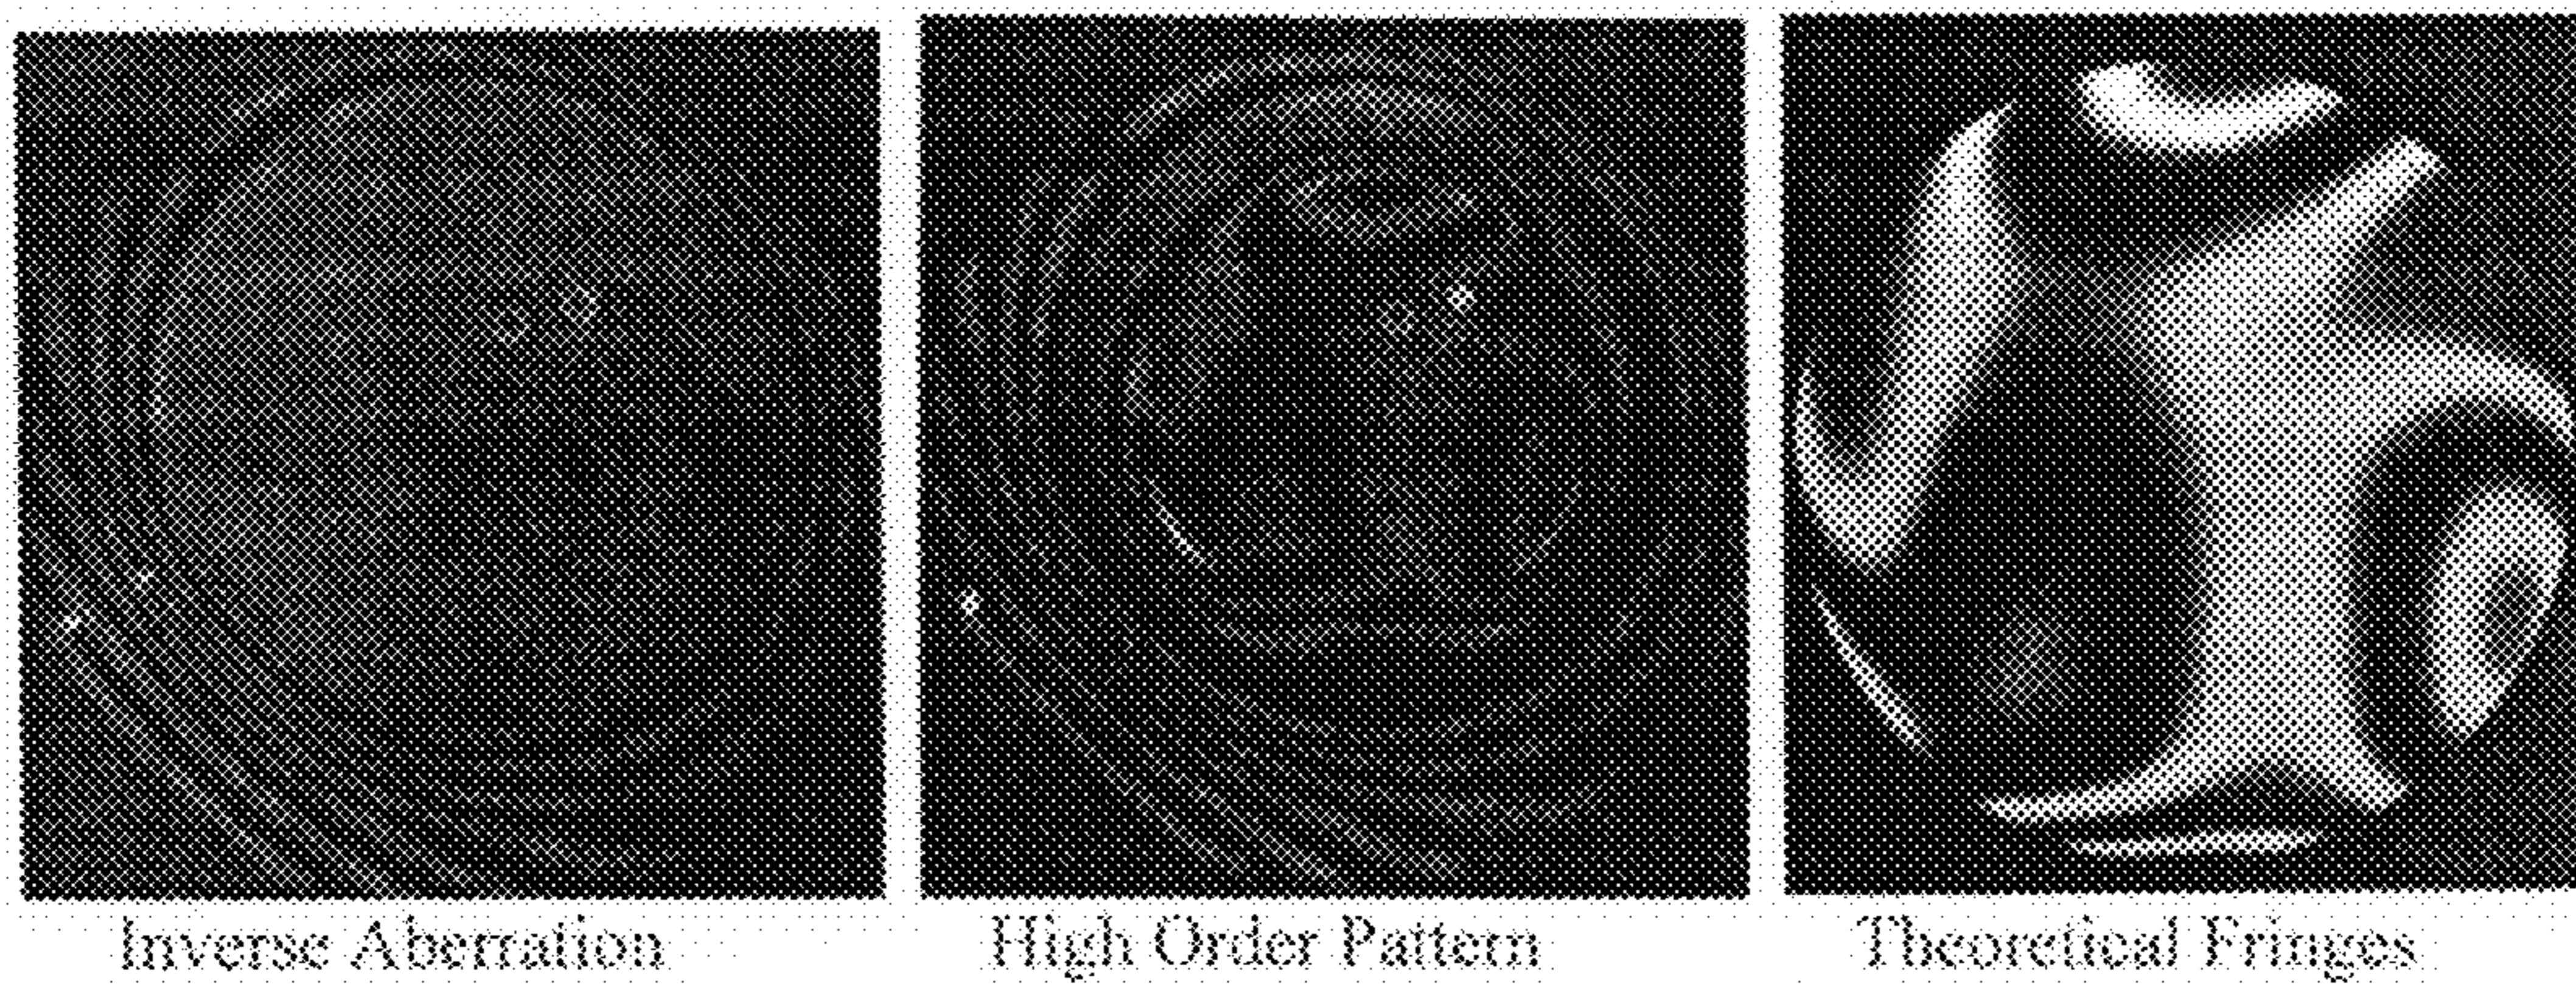 Inverse Aberration
High Order Pattern
Theoretical Fringes